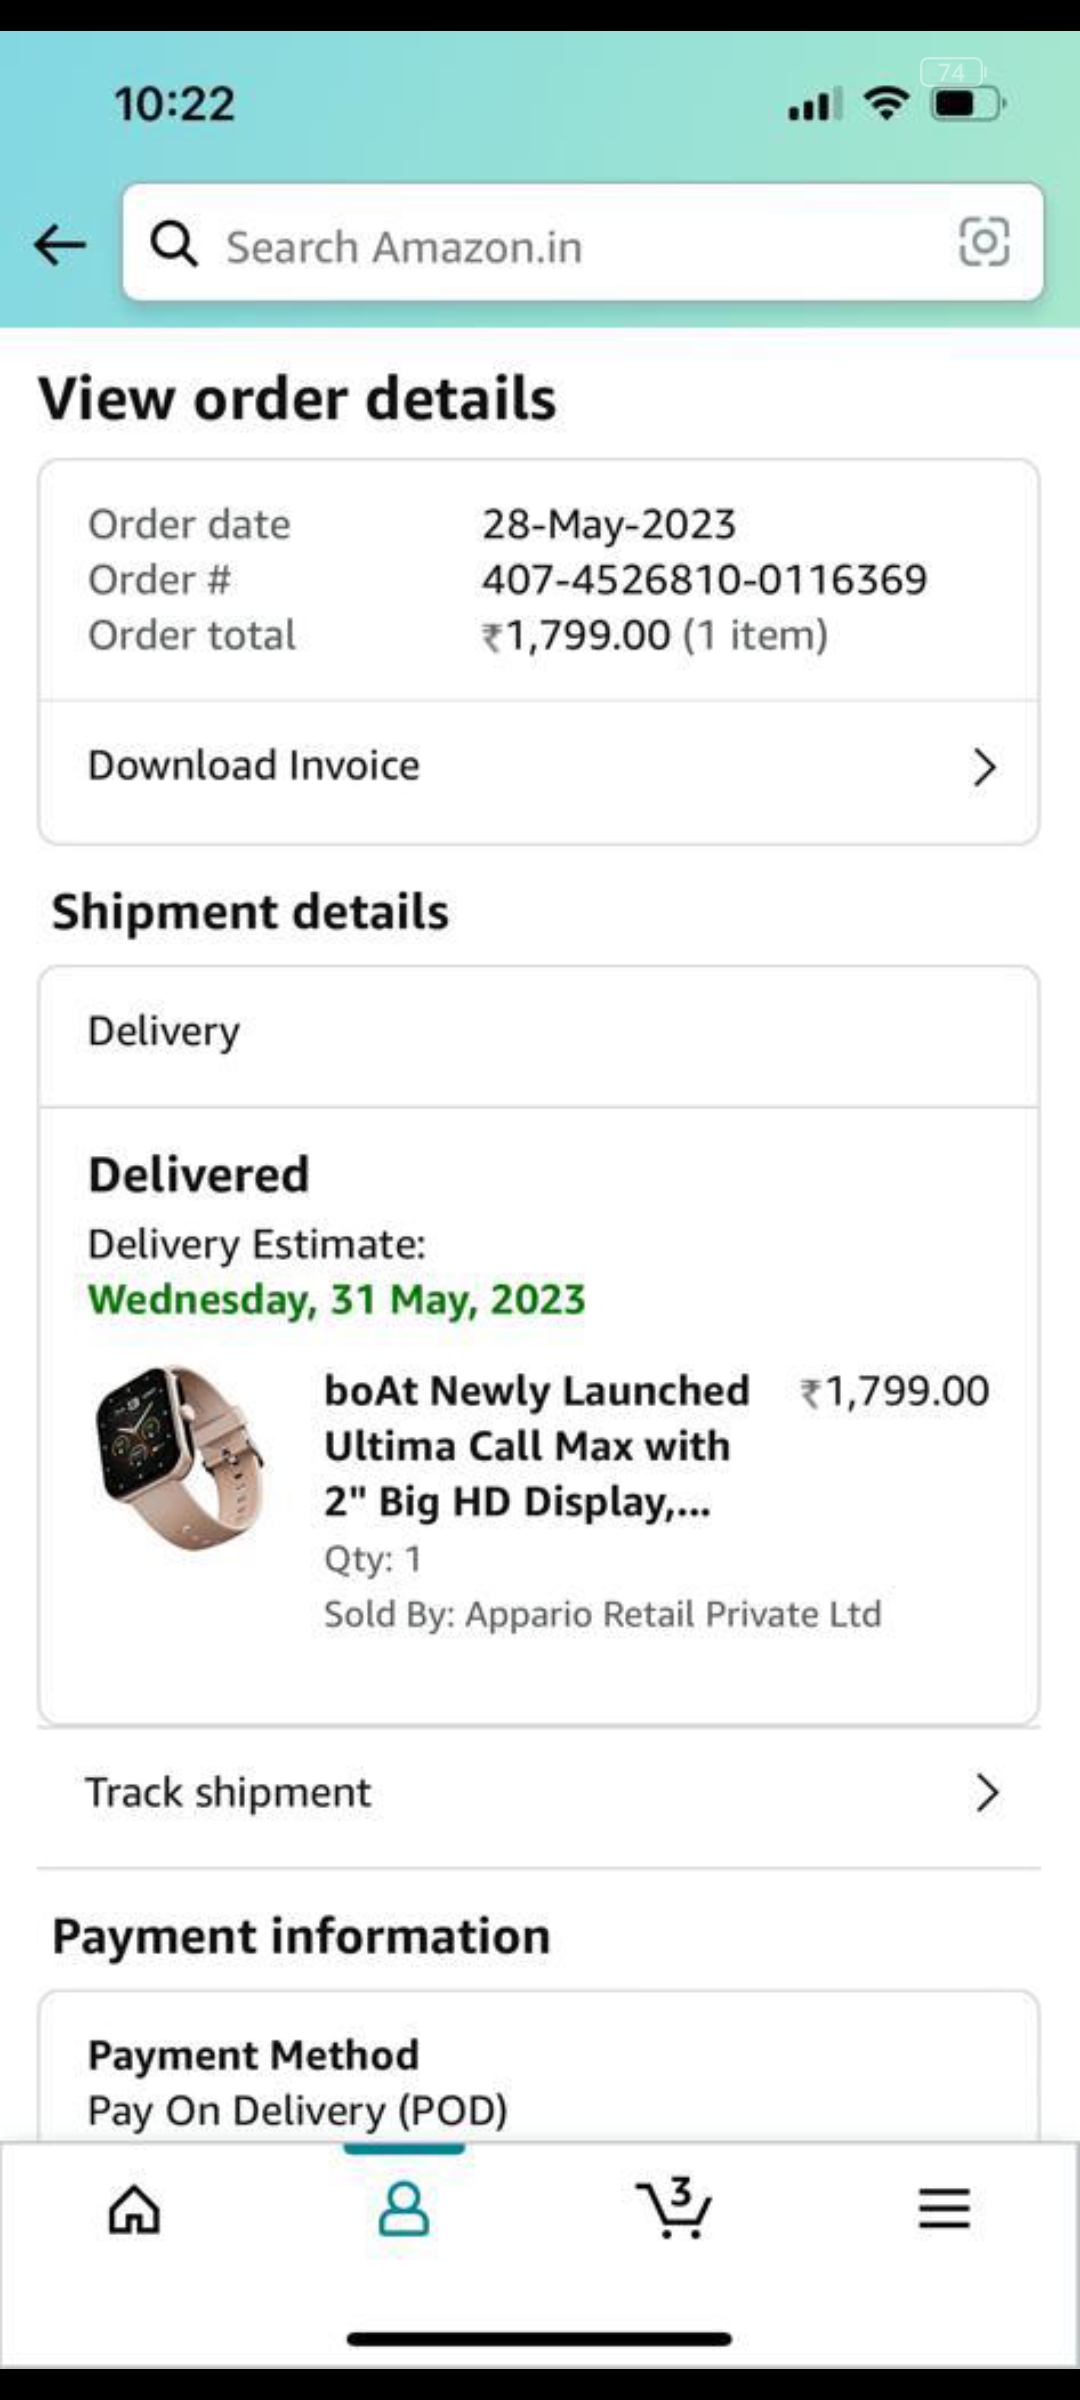 10:22
74
Search Amazon.in
View order details
Order date 28-May-2023
Order # 407-4526810-0116369
Order total ₹1,799.00 (1 item)
Download Invoice
Shipment details
Delivery
Delivered
Delivery Estimate:
Wednesday, 31 May, 2023
boAt Newly Launched ₹1,799.00
Ultima Call Max with
2" Big HD Display,...
Qty: 1
Sold By: Appario Retail Private Ltd
Track shipment
Payment information
Payment Method
Pay On Delivery (POD)
3